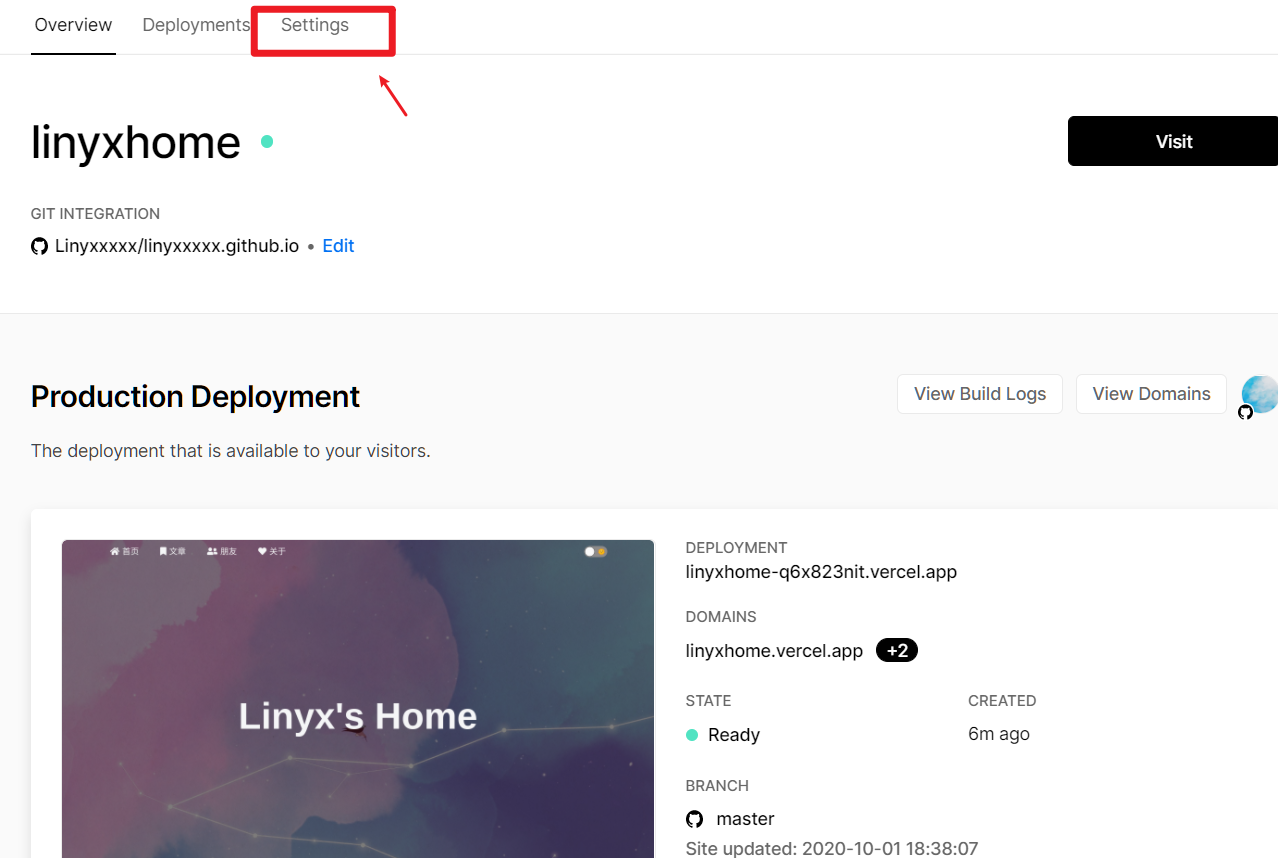 Overview Deployments Settings
linyxhome
Visit
GIT INTEGRATION
Linyxxxxx/linyxxxxx.github.io • Edit
Production Deployment
View Build Logs View Domains
The deployment that is available to your visitors.
首页 文章 朋友 关于
Linyx's Home
DEPLOYMENT
linyxhome-q6x823nit.vercel.app
DOMAINS
linyxhome.vercel.app +2
STATE CREATED
Ready 6m ago
BRANCH
master
Site updated: 2020-10-01 18:38:07